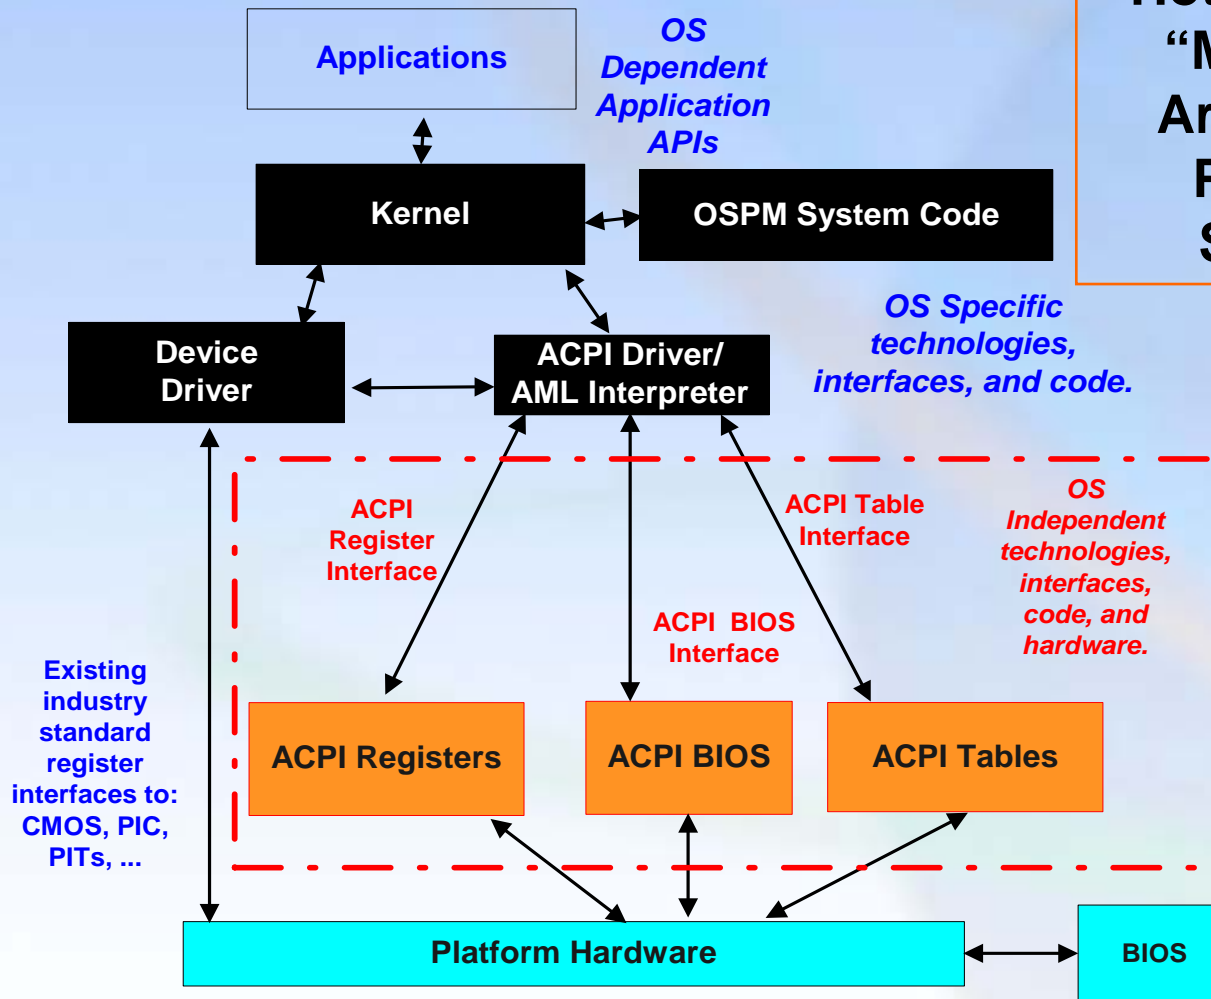 Applications
OS
Dependent
Application
APIs
Kernel
OSPM System Code
OS Specific
technologies,
interfaces, and code.
Device
Driver
ACPI Driver/
AML Interpreter
ACPI
Register
Interface
ACPI Table
Interface
OS
Independent
technologies,
interfaces,
code, and
hardware.
ACPI  BIOS
Interface
Existing
industry
standard
register
interfaces to:
CMOS, PIC,
PITs, ...
ACPI Registers
ACPI BIOS
ACPI Tables
Platform Hardware
BIOS